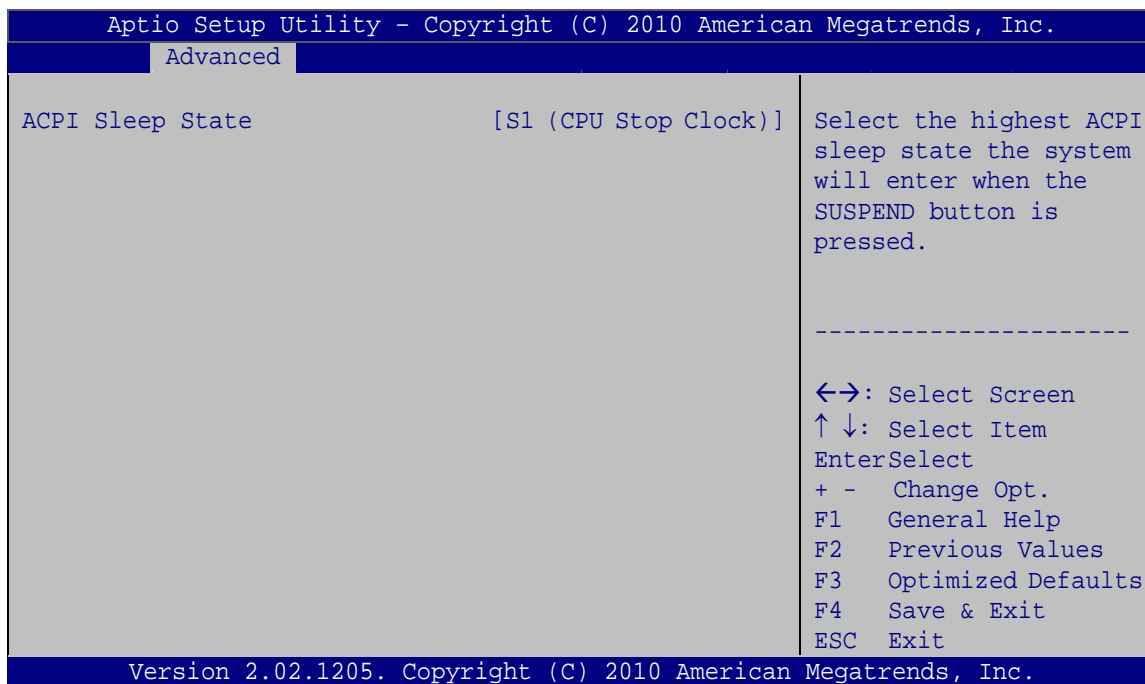 Aptio Setup Utility – Copyright (C) 2010 American Megatrends, Inc.
Advanced
ACPI Sleep State [S1 (CPU Stop Clock)]
Select the highest ACPI
sleep state the system
will enter when the
SUSPEND button is
pressed.
----------------------
←→: Select Screen
↑ ↓: Select Item
EnterSelect
+ - Change Opt.
F1 General Help
F2 Previous Values
F3 Optimized Defaults
F4 Save & Exit
ESC Exit
Version 2.02.1205. Copyright (C) 2010 American Megatrends, Inc.